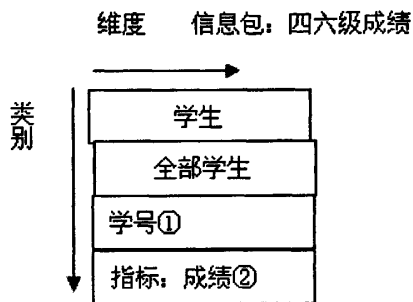 维度 信息包：四六级成绩
类别
学生
全部学生
学号①
指标：成绩②